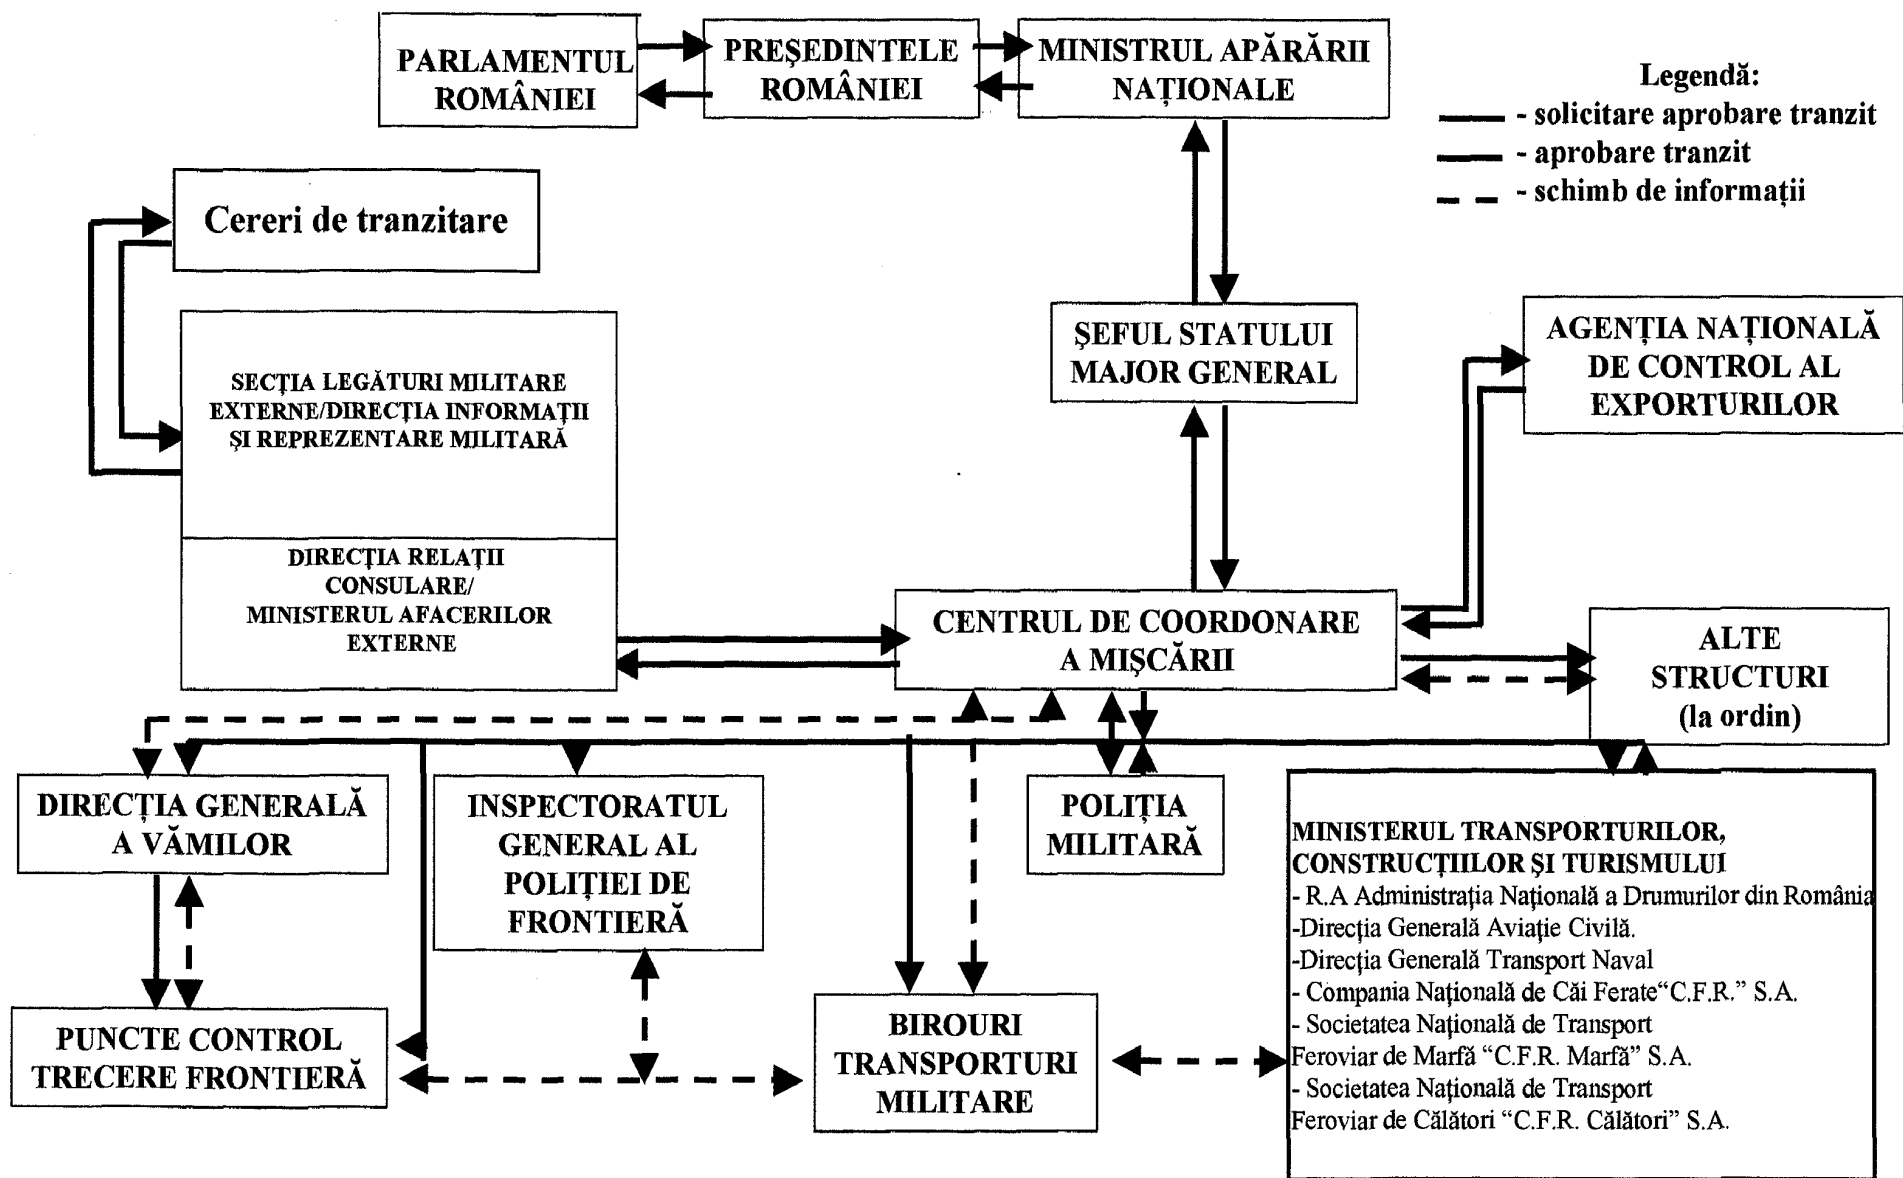 PARLAMENTUL
ROMÂNIEI
PREŞEDINTELE
ROMÂNIEI
MINISTRUL APĂRĂRII
NAŢIONALE
Legendă:
- solicitare aprobare tranzit
- aprobare tranzit
- schimb de informaţii
Cereri de tranzitare
SECŢIA LEGĂTURI MILITARE
EXTERNE/DIRECŢIA INFORMAŢII
ŞI REPREZENTARE MILITARĂ
DIRECŢIA RELAŢII
CONSULARE/
MINISTERUL AFACERILOR
EXTERNE
ŞEFUL STATULUI
MAJOR GENERAL
AGENŢIA NAŢIONALĂ
DE CONTROL AL
EXPORTURILOR
CENTRUL DE COORDONARE
A MIŞCĂRII
ALTE
STRUCTURI
(la ordin)
DIRECŢIA GENERALĂ
A VĂMILOR
INSPECTORATUL
GENERAL AL
POLIŢIEI DE
FRONTIERĂ
POLIŢIA
MILITARĂ
MINISTERUL TRANSPORTURILOR,
CONSTRUCŢIILOR ŞI TURISMULUI
- R.A Administraţia Naţională a Drumurilor din România
-Direcţia Generală Aviaţie Civilă.
-Direcţia Generală Transport Naval
- Compania Naţională de Căi Ferate“C.F.R.” S.A.
- Societatea Naţională de Transport
Feroviar de Marfă “C.F.R. Marfă” S.A.
- Societatea Naţională de Transport
Feroviar de Călători “C.F.R. Călători” S.A.
PUNCTE CONTROL
TRECERE FRONTIERĂ
BIROURI
TRANSPORTURI
MILITARE